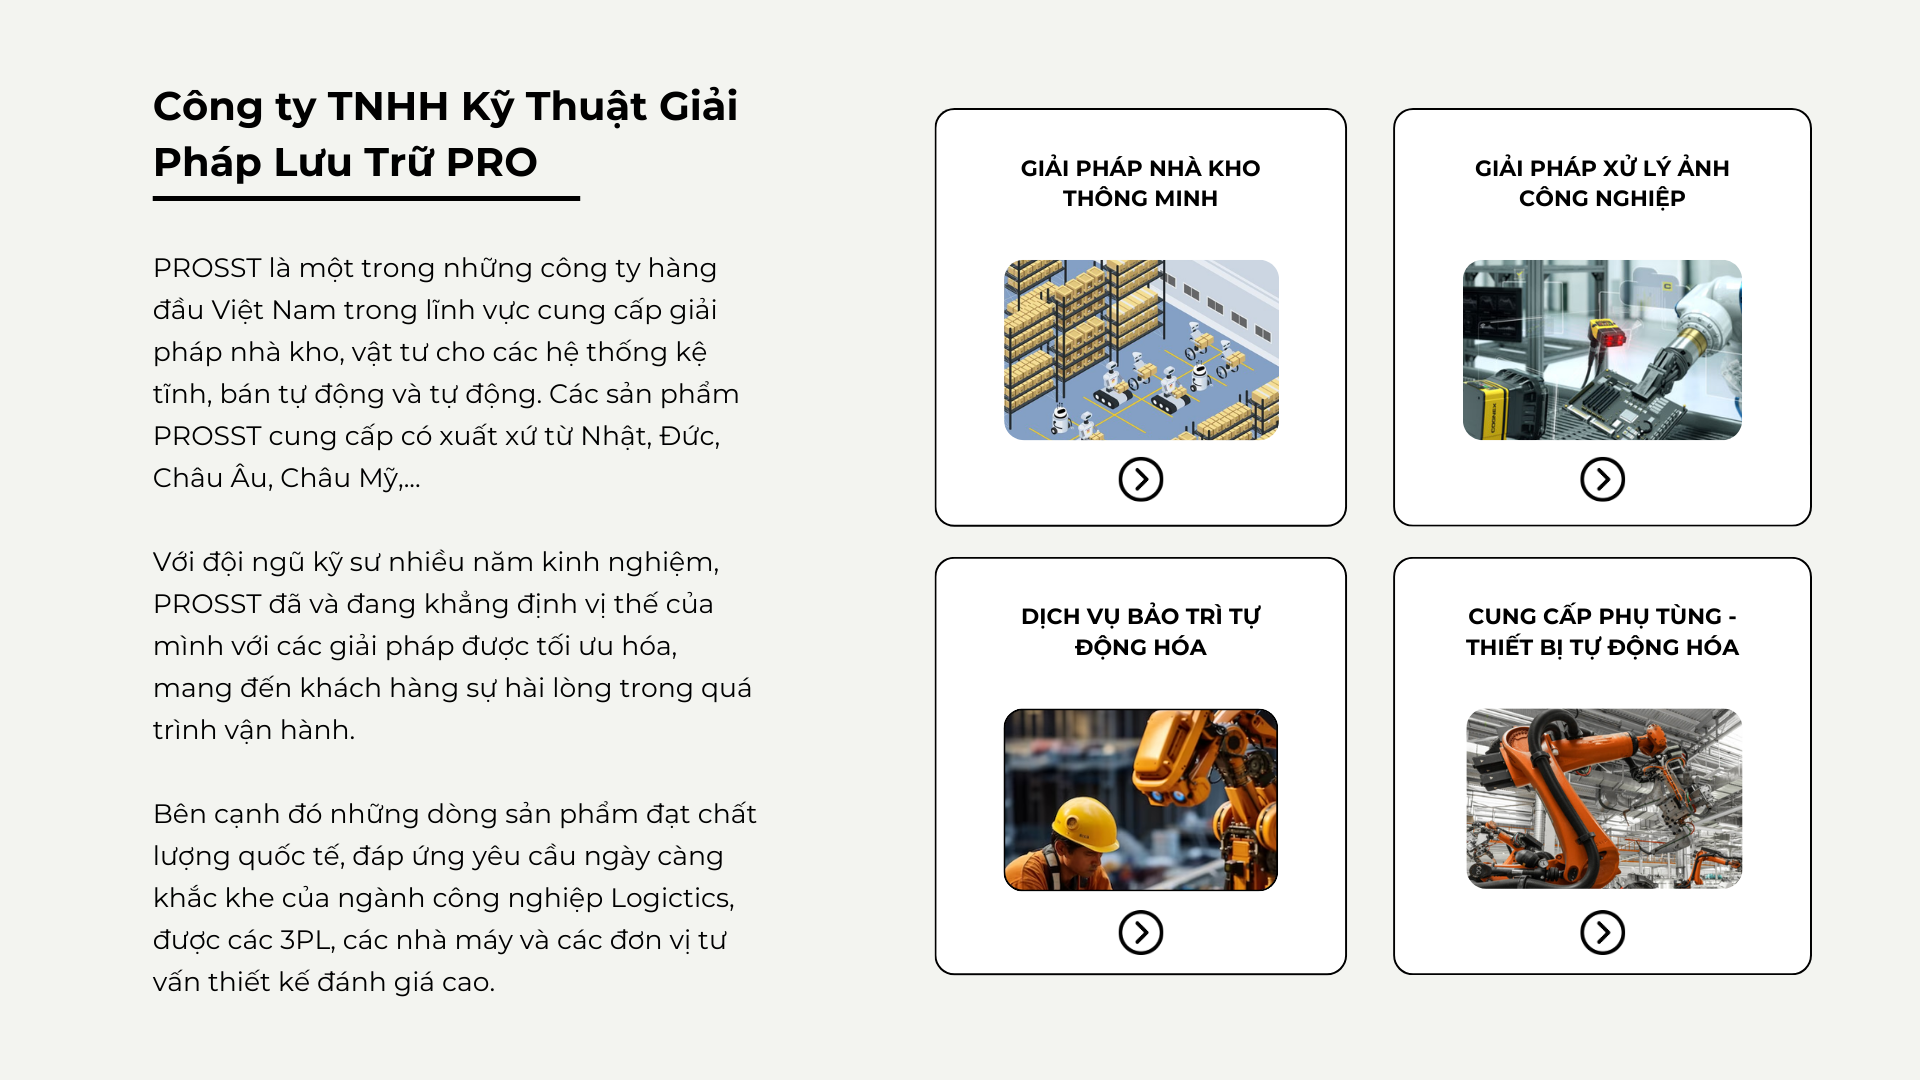 Công ty TNHH Kỹ Thuật Giải
Pháp Lưu Trữ PRO
PROSST là một trong những công ty hàng
đầu Việt Nam trong lĩnh vực cung cấp giải
pháp nhà kho, vật tư cho các hệ thống kệ
tĩnh, bán tự động và tự động. Các sản phẩm
PROSST cung cấp có xuất xứ từ Nhật, Đức,
Châu Âu, Châu Mỹ,...
Với đội ngũ kỹ sư nhiều năm kinh nghiệm,
PROSST đã và đang khẳng định vị thế của
mình với các giải pháp được tối ưu hóa,
mang đến khách hàng sự hài lòng trong quá
trình vận hành.
Bên cạnh đó những dòng sản phẩm đạt chất
lượng quốc tế, đáp ứng yêu cầu ngày càng
khắc khe của ngành công nghiệp Logictics,
được các 3PL, các nhà máy và các đơn vị tư
vấn thiết kế đánh giá cao.
GIẢI PHÁP NHÀ KHO
THÔNG MINH
GIẢI PHÁP XỬ LÝ ẢNH
CÔNG NGHIỆP
COGNEX
DỊCH VỤ BẢO TRÌ TỰ
ĐỘNG HÓA
CUNG CẤP PHỤ TÙNG -
THIẾT BỊ TỰ ĐỘNG HÓA